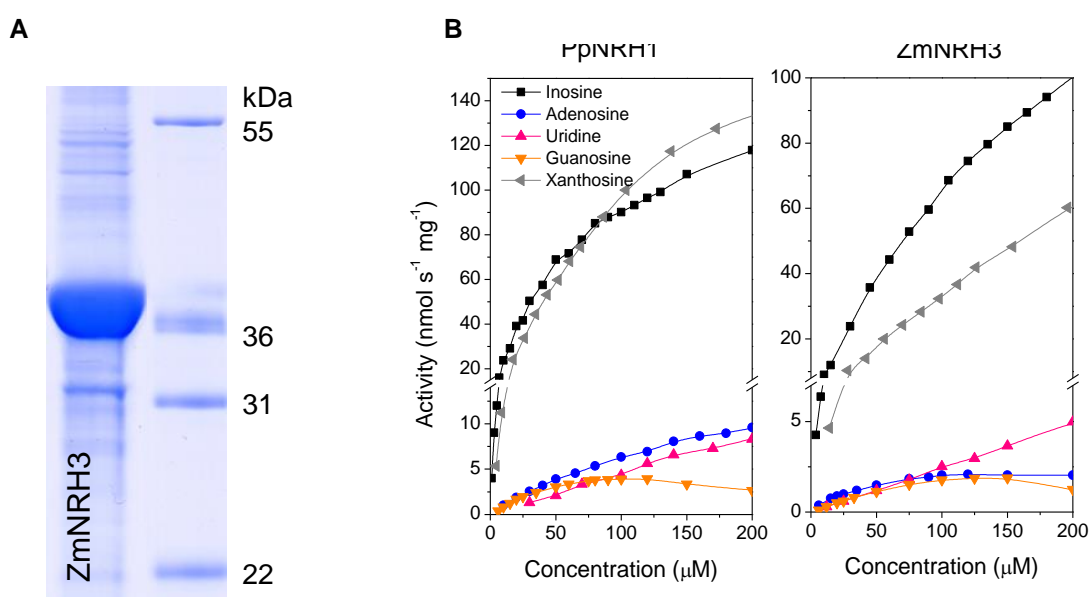 A
kDa
55
36
31
22
ZmNRH3
B
PpNRH1
ZmNRH3
Inosine
Adenosine
Uridine
Guanosine
Xanthosine
Activity (nmol s⁻¹ mg⁻¹)
140
120
100
80
60
40
20
10
5
0
0 50 100 150 200
Concentration (μM)
100
80
60
40
20
5
0
0 50 100 150 200
Concentration (μM)